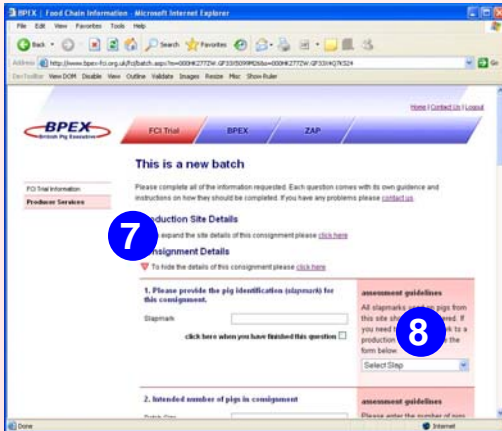 BPEX | Food Chain Information - Microsoft Internet Explorer
File Edit View Favorites Tools Help
Back Search Favorites
Address
Go
DevToolBar View DOM Disable View Outline Validate Images Resize Misc Show Ruler
Home | Contact Us | Logout
BPEX
British Pig Executive
FCI Trial BPEX ZAP
This is a new batch
FCI Trial Information
Producer Services
Please complete all of the information requested. Each question comes with its own guidance and
instructions on how they should be completed. If you have any problems please contact us.
Production Site Details
7
expand the site details of this consignment please click here
Consignment Details
To hide the details of this consignment please click here
1. Please provide the pig identification (slapmark) for
this consignment.
Slapmark
click here when you have finished this question
assessment guidelines
All slapmarks used on pigs from
this site should
you need
production
form below.
8
Select Slap
2. Intended number of pigs in consignment
assessment guidelines
Please enter the number of pigs
Done
Internet